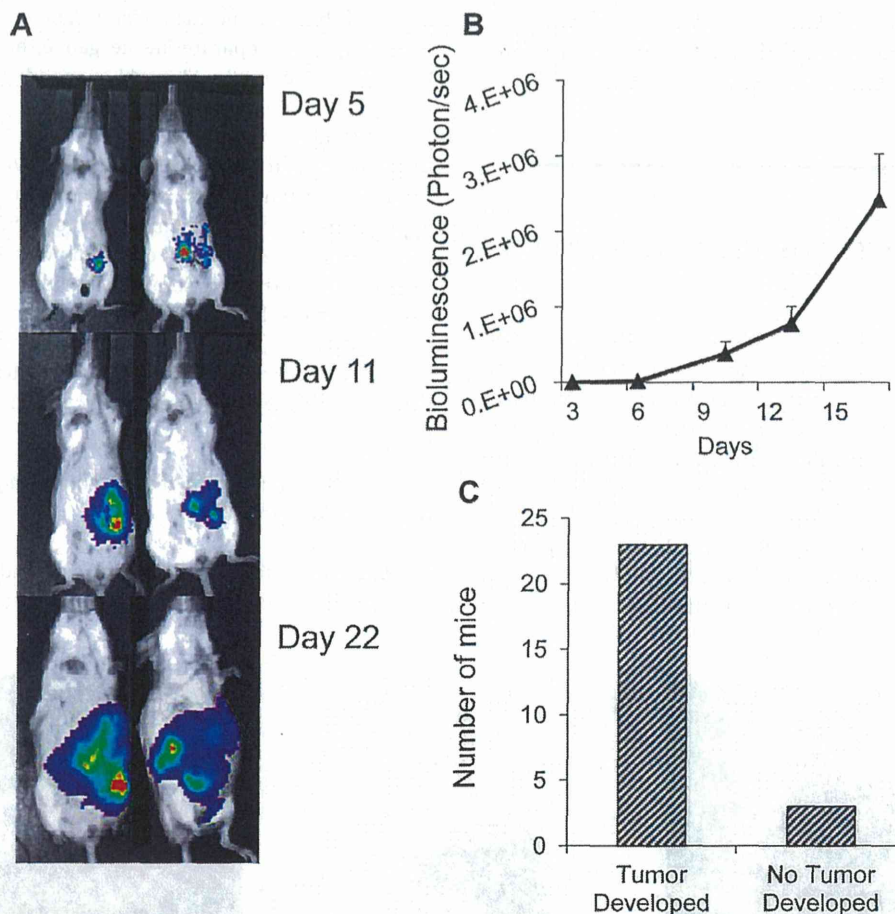 A
Day 5
Day 11
Day 22
B
Bioluminescence (Photon/sec)
4.E+06
3.E+06
2.E+06
1.E+06
0.E+00
3
6
9
12
15
Days
C
Number of mice
25
20
15
10
5
0
Tumor
Developed
No Tumor
Developed